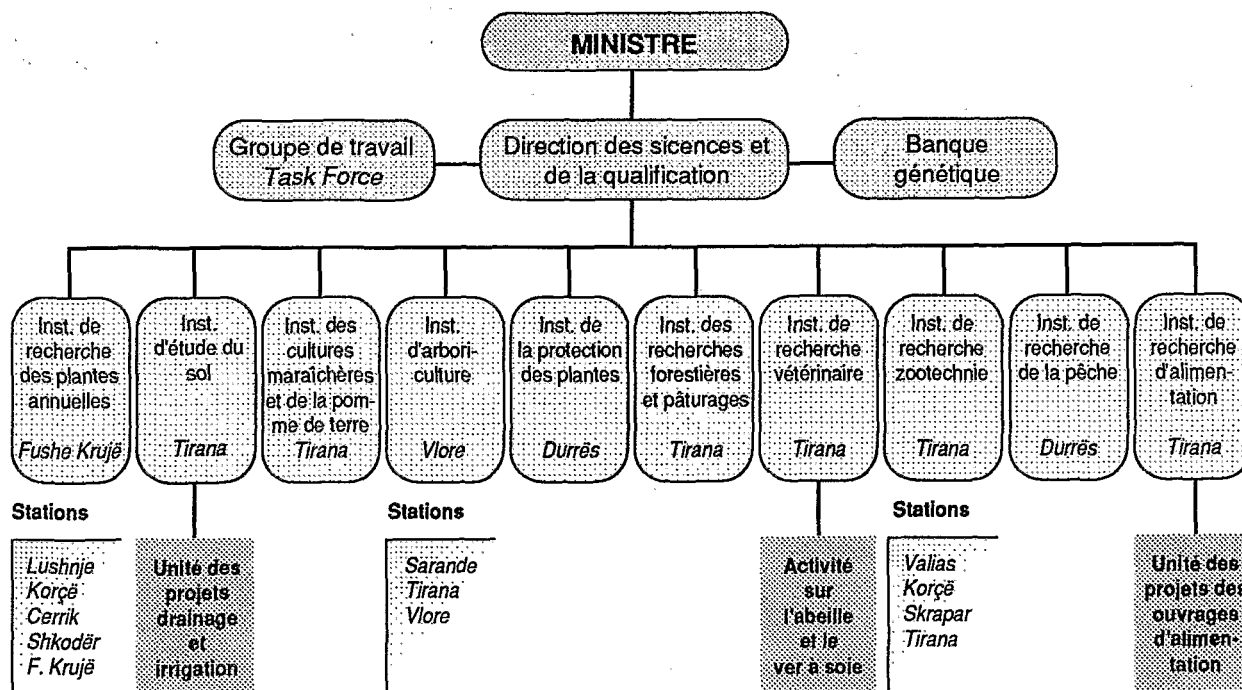 MINISTRE
Groupe de travail
Task Force
Direction des sicences et
de la qualification
Banque
génétique
Inst. de
recherche
des plantes
annuelles
Fushe Krujë
Inst.
d'étude du
sol
Tirana
Inst. des
cultures
maraîchères
et de la pom-
me de terre
Tirana
Inst.
d'arbori-
culture
Vlore
Inst. de
la protection
des plantes
Durrës
Inst. des
recherches
forestières
et pâturages
Tirana
Inst. de
recherche
vétérinaire
Tirana
Inst. de
recherche
zootechnie
Tirana
Inst. de
recherche
de la pêche
Durrës
Inst. de
recherche
d'alimen-
tation
Tirana
Stations
Lushnje
Korçë
Cerrik
Shkodër
F. Krujë
Unité des
projets
drainage
et
irrigation
Stations
Sarande
Tirana
Vlore
Activité
sur
l'abeille
et le
ver a soie
Stations
Valias
Korçë
Skrapar
Tirana
Unité des
projets des
ouvrages
d'alimen-
tation